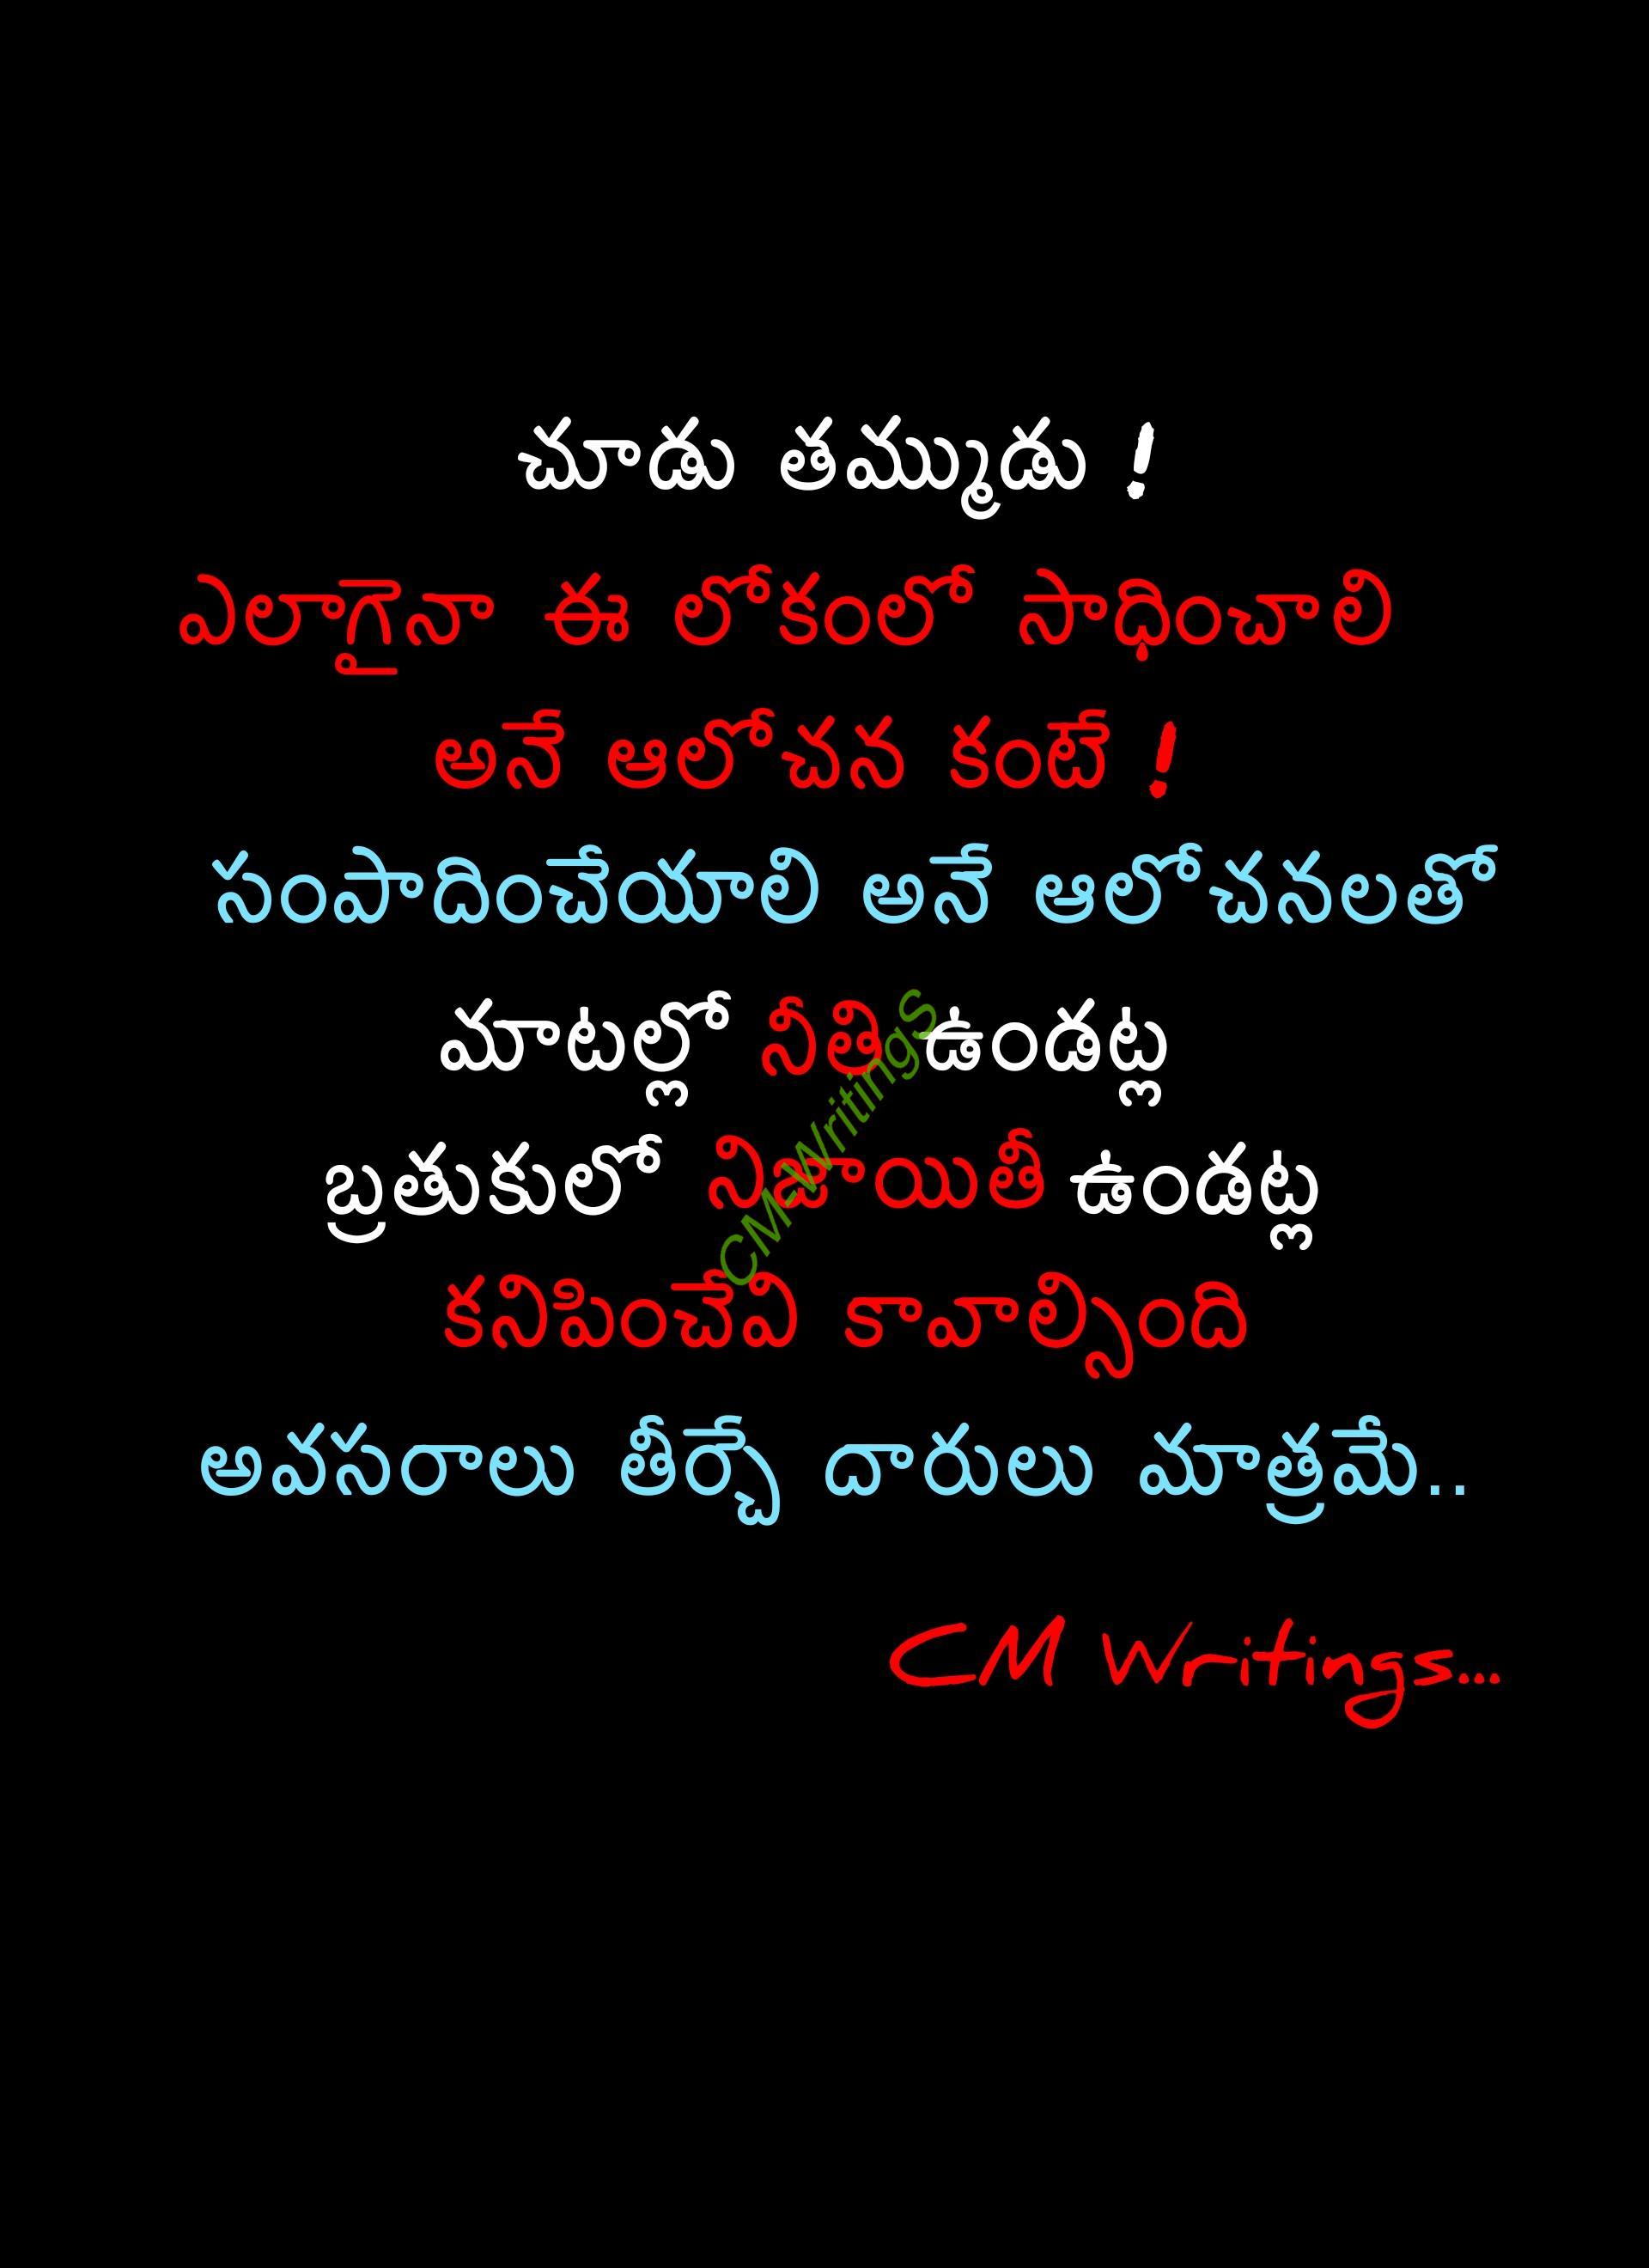 చూడు తమ్ముడు !
ఎలాగైనా ఈ లోకంలో సాధించాలి
అనే ఆలోచన కంటే !
సంపాదించేయాలి అనే ఆలోచనలతో
మాటల్లో నీతి ఉండట్ల
బ్రతుకులో నిజాయితీ ఉండట్ల
కనిపించేవి కావాల్సింది
అవసరాలు తీర్చే దారులు మాత్రమే..
CM Writings...
CM Writings